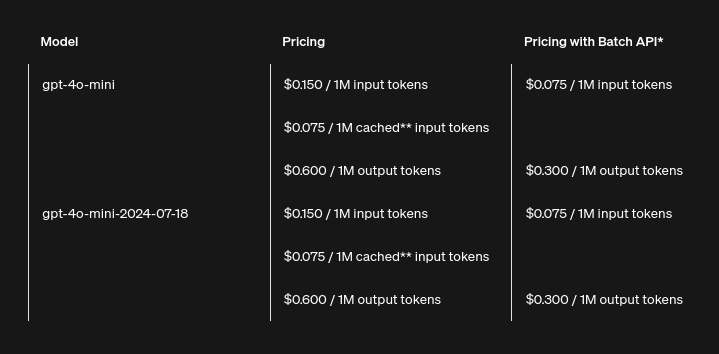 Model Pricing Pricing with Batch API*
gpt-4o-mini $0.150 / 1M input tokens $0.075 / 1M input tokens
$0.075 / 1M cached** input tokens
$0.600 / 1M output tokens $0.300 / 1M output tokens
gpt-4o-mini-2024-07-18 $0.150 / 1M input tokens $0.075 / 1M input tokens
$0.075 / 1M cached** input tokens
$0.600 / 1M output tokens $0.300 / 1M output tokens